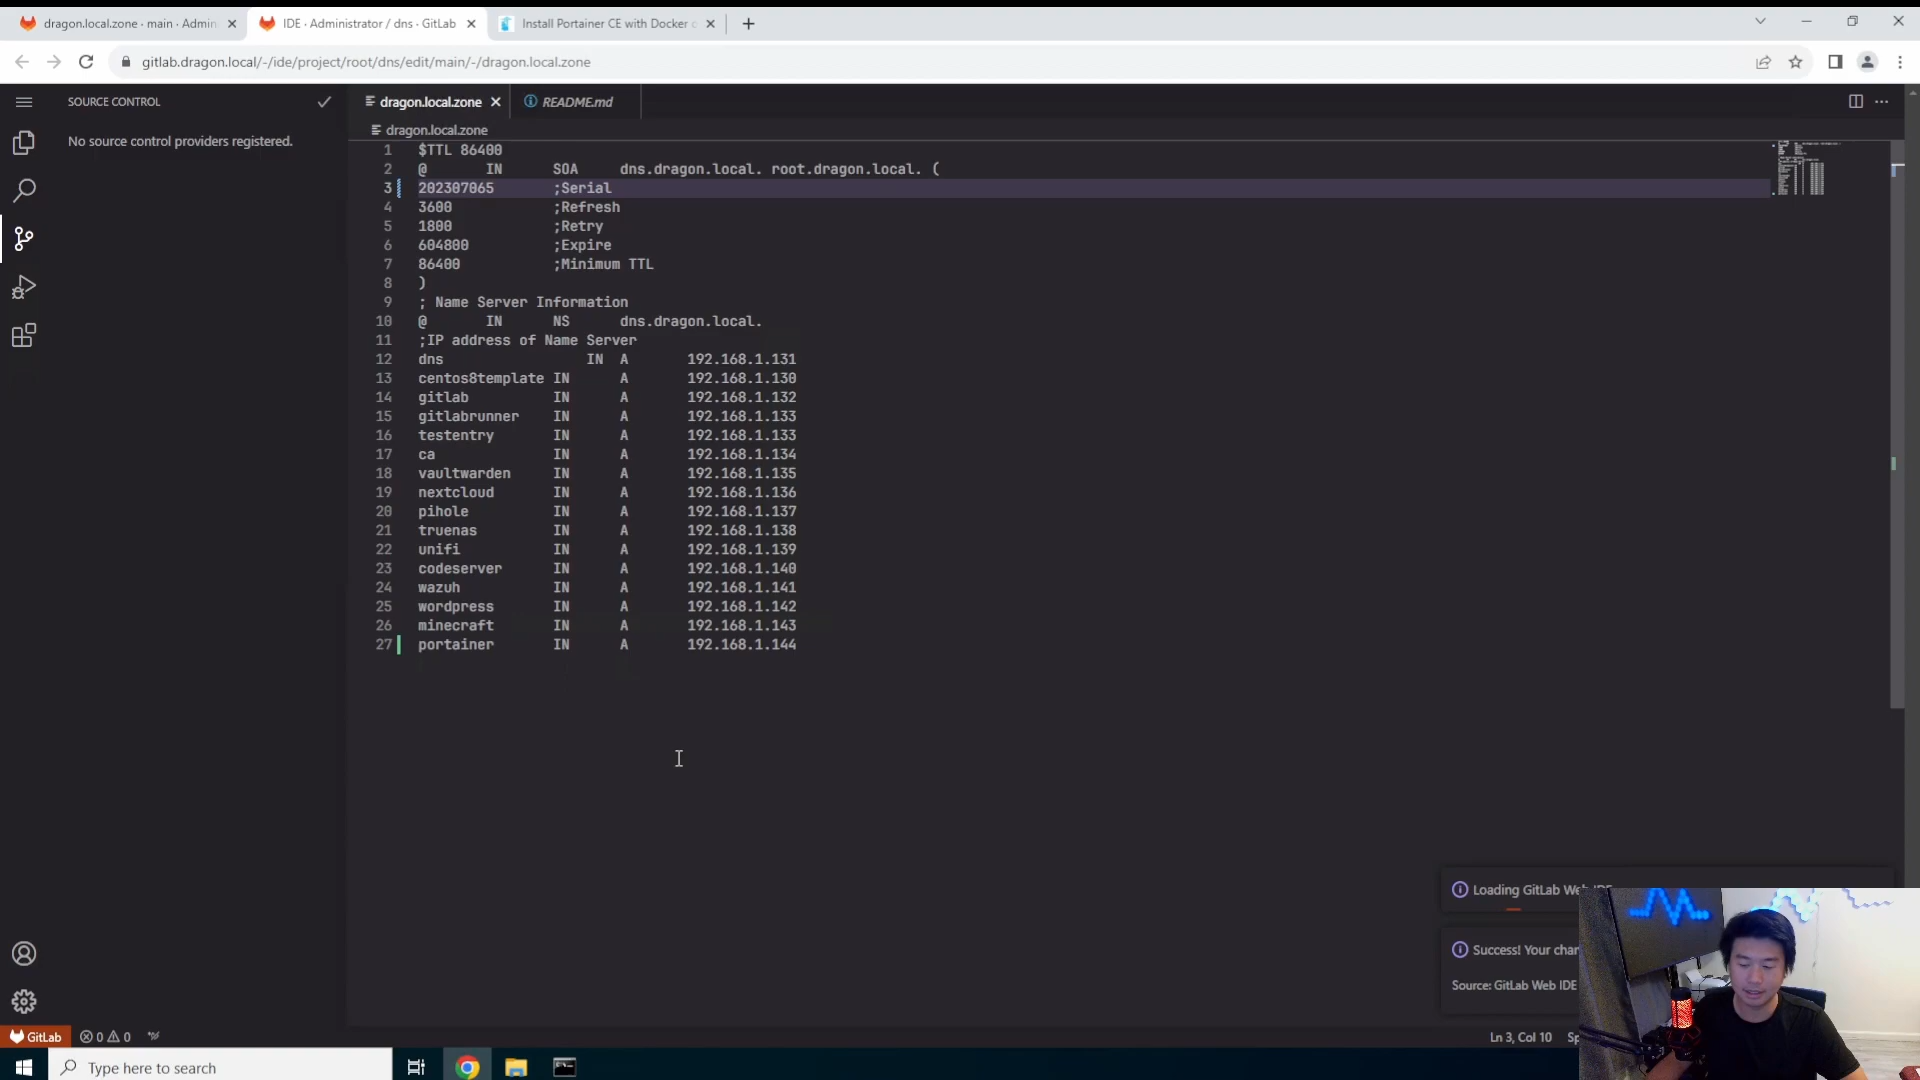 dragon.local.zone · main · Admin
IDE · Administrator / dns · GitLab
Install Portainer CE with Docker
gitlab.dragon.local/-/ide/project/root/dns/edit/main/-/dragon.local.zone
SOURCE CONTROL
dragon.local.zone
README.md
No source control providers registered.
dragon.local.zone
1 $TTL 86400
2 @ IN SOA dns.dragon.local. root.dragon.local. (
3 202307065 ;Serial
4 3600 ;Refresh
5 1800 ;Retry
6 604800 ;Expire
7 86400 ;Minimum TTL
8 )
9 ; Name Server Information
10 @ IN NS dns.dragon.local.
11 ;IP address of Name Server
12 dns IN A 192.168.1.131
13 centos8template IN A 192.168.1.130
14 gitlab IN A 192.168.1.132
15 gitlabrunner IN A 192.168.1.133
16 testentry IN A 192.168.1.133
17 ca IN A 192.168.1.134
18 vaultwarden IN A 192.168.1.135
19 nextcloud IN A 192.168.1.136
20 pihole IN A 192.168.1.137
21 truenas IN A 192.168.1.138
22 unifi IN A 192.168.1.139
23 codeserver IN A 192.168.1.140
24 wazuh IN A 192.168.1.141
25 wordpress IN A 192.168.1.142
26 minecraft IN A 192.168.1.143
27 portainer IN A 192.168.1.144
Loading GitLab Web IDE
Success! Your
Source: GitLab Web IDE
GitLab 0 0
Ln 3, Col 10
Type here to search